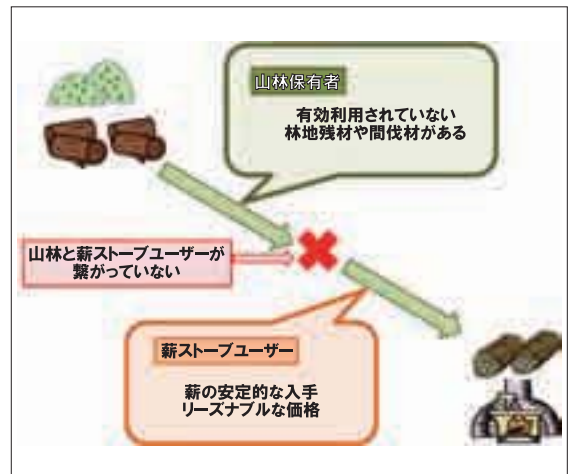 山林保有者
有効利用されていない
林地残材や間伐材がある
山林と薪ストーブユーザーが
繋がっていない
薪ストーブユーザー
薪の安定的な入手
リーズナブルな価格